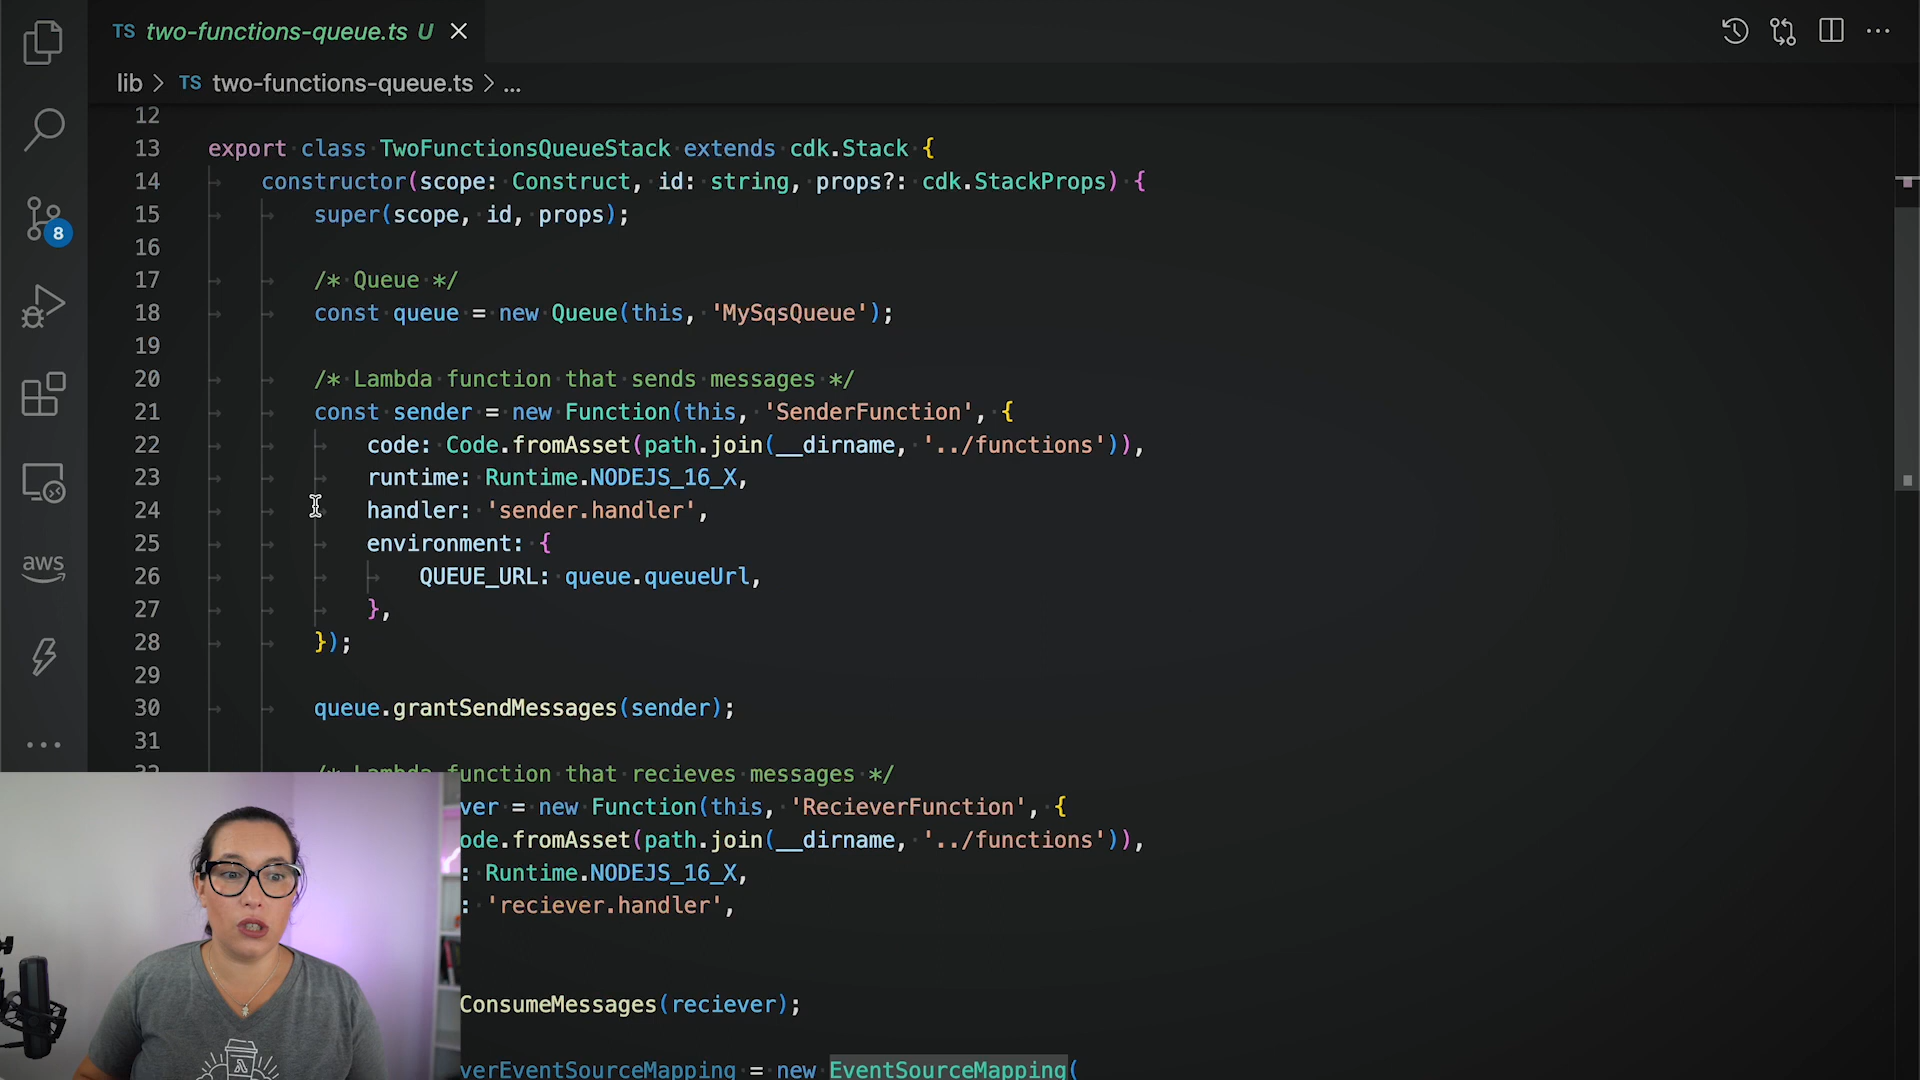 TS two-functions-queue.ts U
lib > TS two-functions-queue.ts > ...
12
13 export class TwoFunctionsQueueStack extends cdk.Stack {
14 constructor(scope: Construct, id: string, props?: cdk.StackProps) {
15 super(scope, id, props);
16
17 /* Queue */
18 const queue = new Queue(this, 'MySqsQueue');
19
20 /* Lambda function that sends messages */
21 const sender = new Function(this, 'SenderFunction', {
22 code: Code.fromAsset(path.join(__dirname, '../functions')),
23 runtime: Runtime.NODEJS_16_X,
24 handler: 'sender.handler',
25 environment: {
26 QUEUE_URL: queue.queueUrl,
27 },
28 });
29
30 queue.grantSendMessages(sender);
31
/* Lambda function that recieves messages */
ver = new Function(this, 'RecieverFunction', {
ode.fromAsset(path.join(__dirname, '../functions')),
: Runtime.NODEJS_16_X,
: 'reciever.handler',
ConsumeMessages(reciever);
verEventSourceMapping = new EventSourceMapping(
8
aws